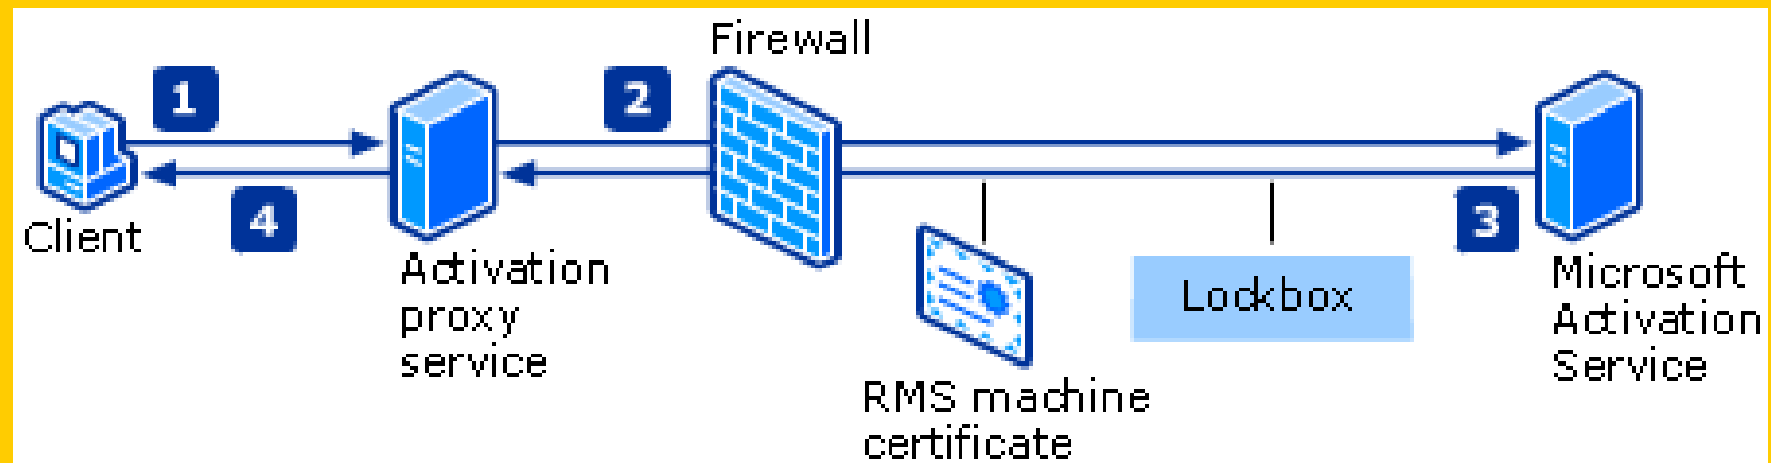 Firewall
1
2
Client
4
3
Activation
proxy
service
Lockbox
Microsoft
Activation
Service
RMS machine
certificate